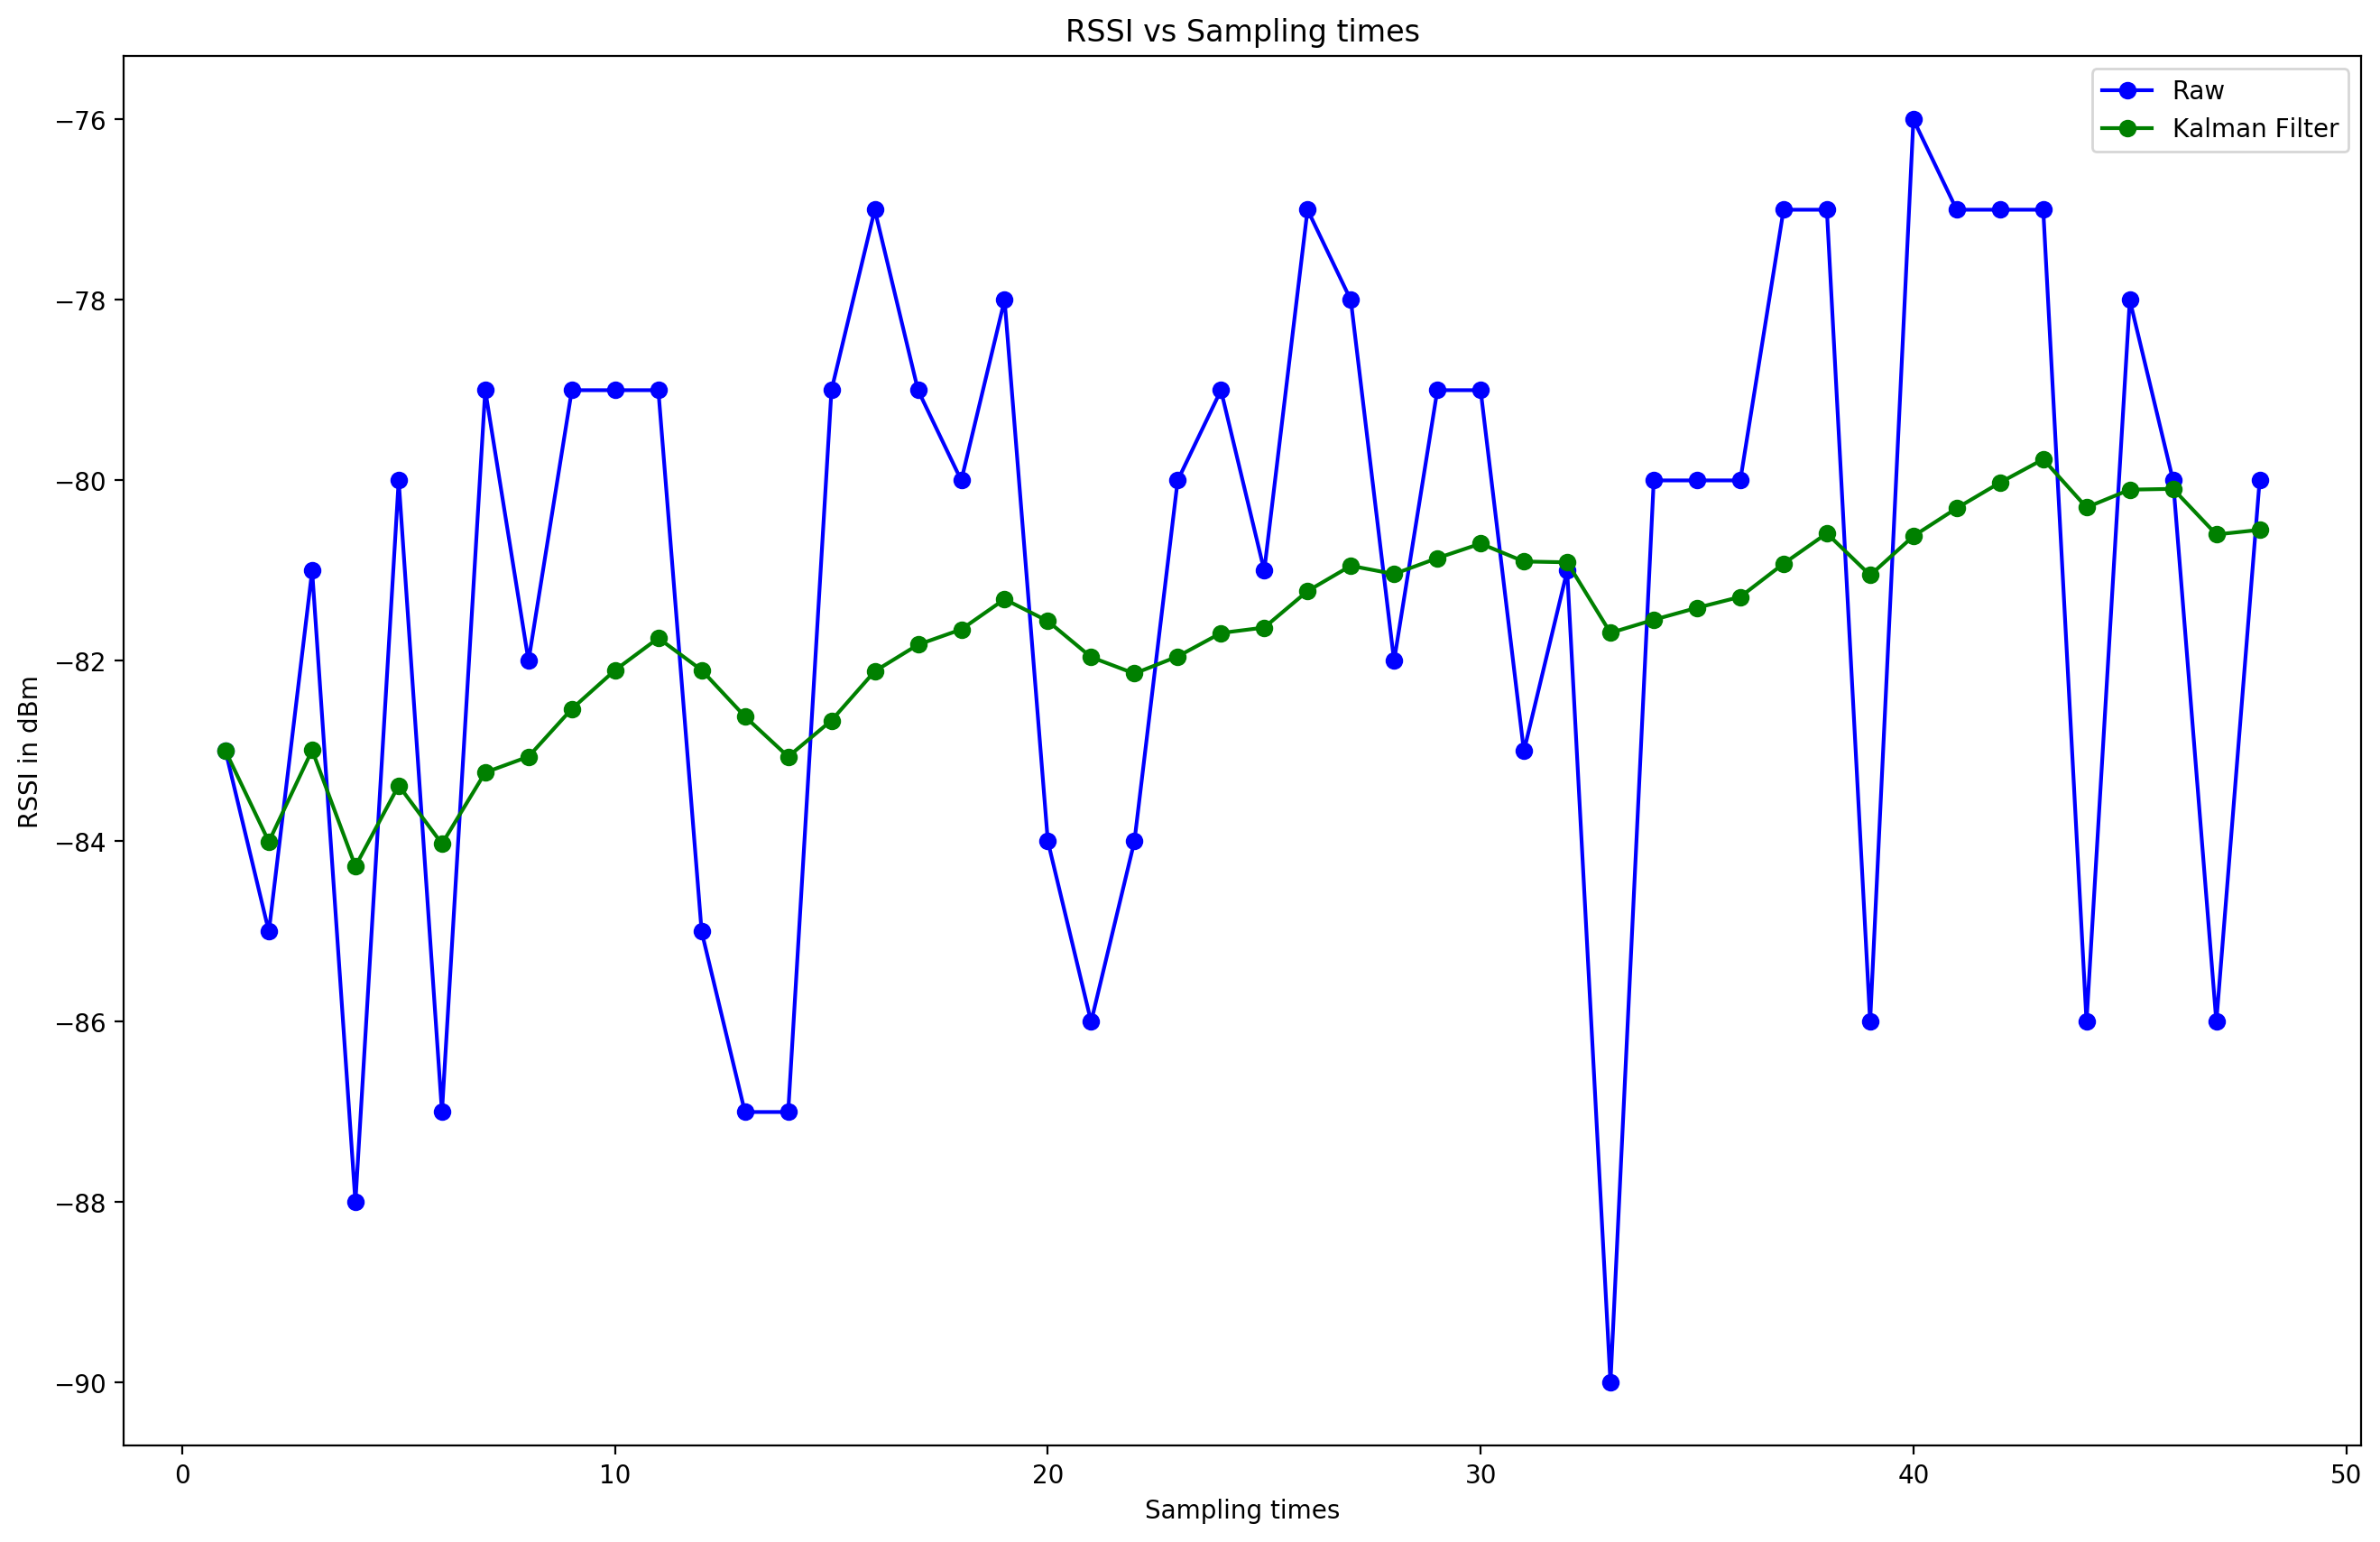 RSSI vs Sampling times
Raw
Kalman Filter
−76
−78
−80
−82
−84
−86
−88
−90
RSSI in dBm
0 10 20 30 40 50
Sampling times